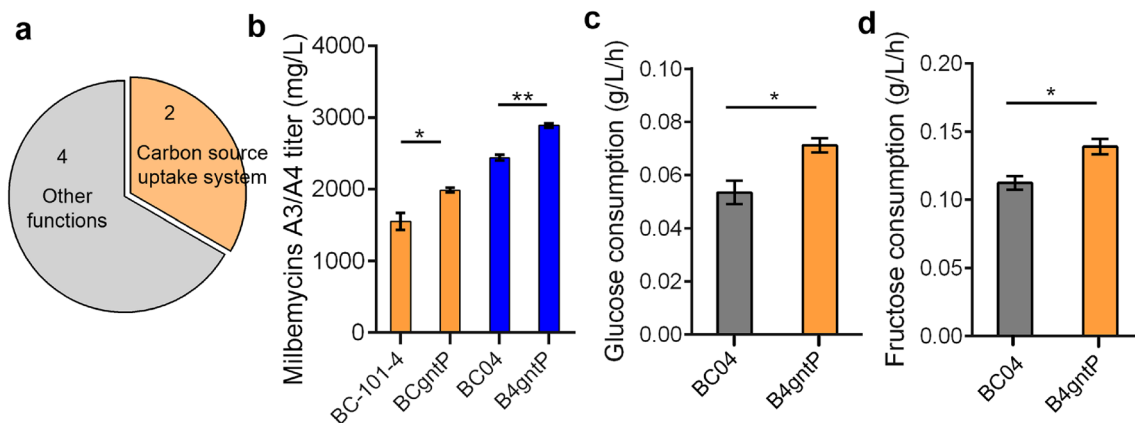 a
2
Carbon source
uptake system
4
Other
functions
b
Milbemycins A3/A4 titer (mg/L)
4000
3000
2000
1000
0
*
**
BC-101-4
BCgntP
BC04
B4gntP
c
Glucose consumption (g/L/h)
0.10
0.08
0.06
0.04
0.02
0.00
*
BC04
B4gntP
d
Fructose consumption (g/L/h)
0.20
0.15
0.10
0.05
0.00
*
BC04
B4gntP